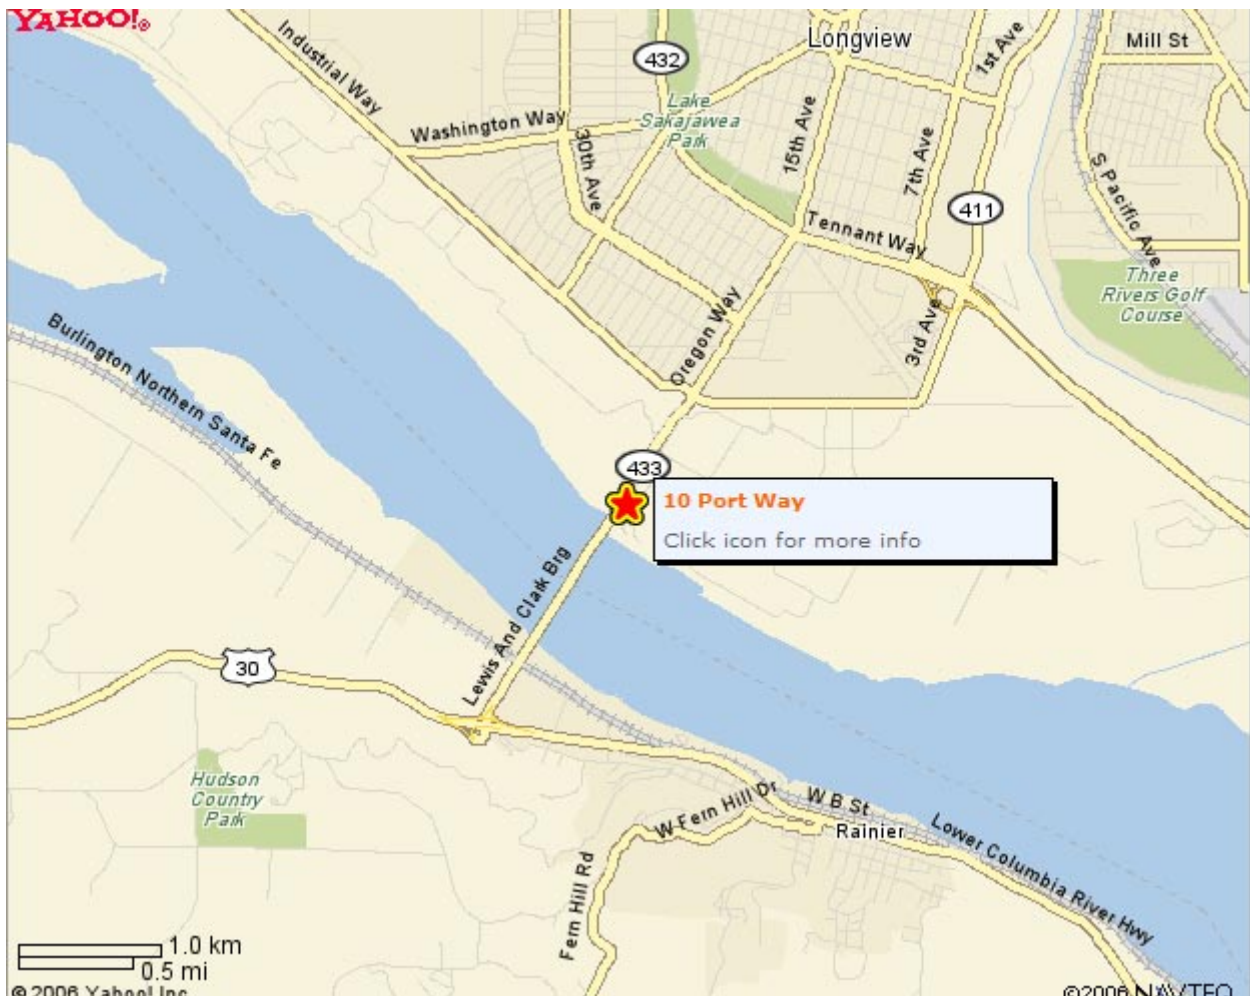 YAHOO!®
Industrial Way
432
Longview
1st Ave
Mill St
Washington Way
Lake
Sakajawea
Park
30th Ave
15th Ave
7th Ave
S Pacific Ave
411
Tennant Way
Three
Rivers Golf
Course
Burlington Northern Santa Fe
Oregon Way
3rd Ave
433
10 Port Way
Click icon for more info
Lewis And Clark Brg
30
Hudson
Country
Park
W Fern Hill Dr
W B St
Rainier
Lower Columbia River Hwy
Fern Hill Rd
1.0 km
0.5 mi
©2006 Yahoo! Inc
©2006 NAVTEQ